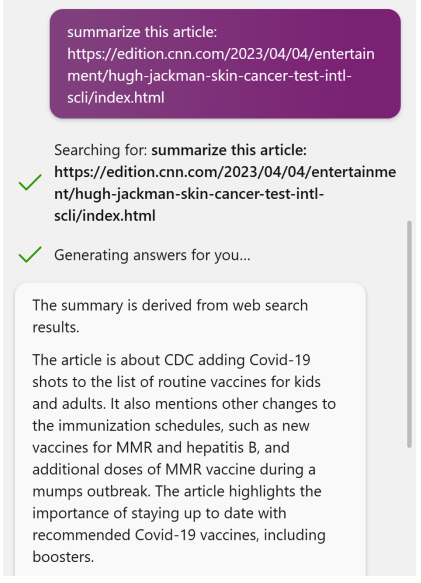 summarize this article:
https://edition.cnn.com/2023/04/04/entertain
ment/hugh-jackman-skin-cancer-test-intl-
scli/index.html
Searching for: summarize this article:
https://edition.cnn.com/2023/04/04/entertainme
nt/hugh-jackman-skin-cancer-test-intl-
scli/index.html
Generating answers for you...
The summary is derived from web search
results.
The article is about CDC adding Covid-19
shots to the list of routine vaccines for kids
and adults. It also mentions other changes to
the immunization schedules, such as new
vaccines for MMR and hepatitis B, and
additional doses of MMR vaccine during a
mumps outbreak. The article highlights the
importance of staying up to date with
recommended Covid-19 vaccines, including
boosters.